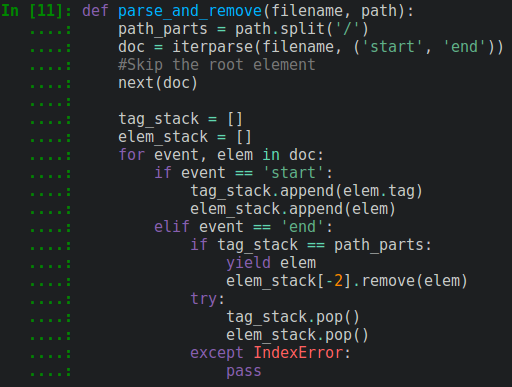 In [11]: def parse_and_remove(filename, path):
   ....:     path_parts = path.split('/')
   ....:     doc = iterparse(filename, ('start', 'end'))
   ....:     #Skip the root element
   ....:     next(doc)
   ....:
   ....:     tag_stack = []
   ....:     elem_stack = []
   ....:     for event, elem in doc:
   ....:         if event == 'start':
   ....:             tag_stack.append(elem.tag)
   ....:             elem_stack.append(elem)
   ....:         elif event == 'end':
   ....:             if tag_stack == path_parts:
   ....:                 yield elem
   ....:                 elem_stack[-2].remove(elem)
   ....:             try:
   ....:                 tag_stack.pop()
   ....:                 elem_stack.pop()
   ....:             except IndexError:
   ....:                 pass